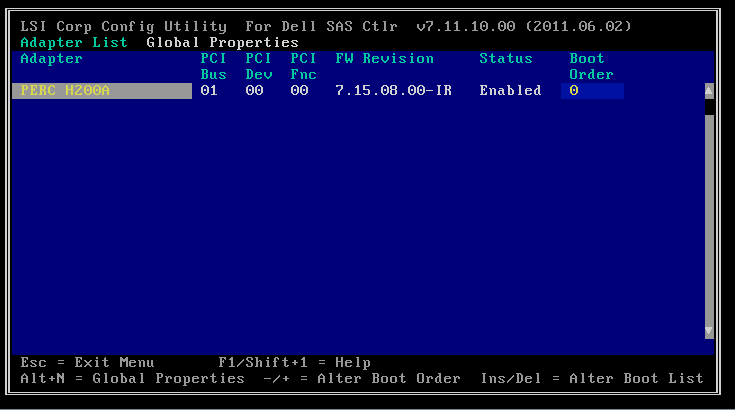 LSI Corp Config Utility  For Dell SAS Ctlr  v7.11.10.00 (2011.06.02)
Adapter List  Global Properties
Adapter  PCI  PCI  PCI  FW Revision  Status  Boot
Bus  Dev  Fnc  Order
PERC H200A  01  00  00  7.15.08.00-IR  Enabled  0
Esc = Exit Menu  F1/Shift+1 = Help
Alt+N = Global Properties  -/+ = Alter Boot Order  Ins/Del = Alter Boot List